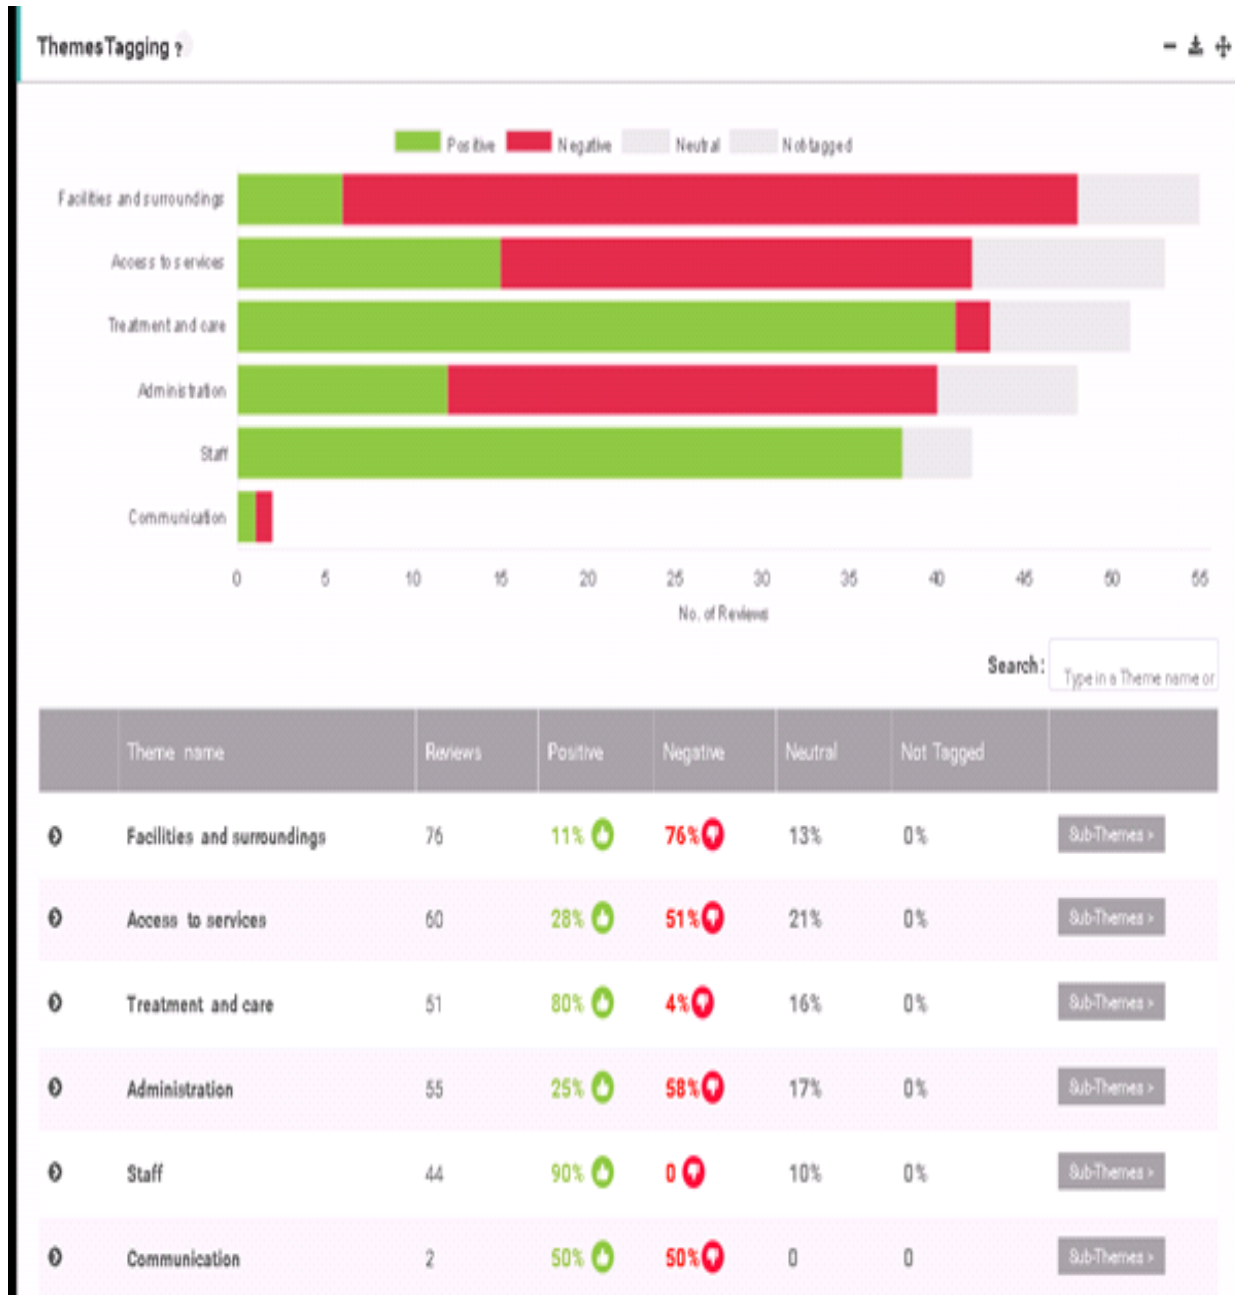 Themes Tagging ?
Positive Negative Neutral Not-tagged
Facilities and surroundings
Access to services
Treatment and care
Administration
Staff
Communication
0 5 10 15 20 25 30 35 40 45 50 55
No. of Reviews
Search: Type in a Theme name or
Theme name Reviews Positive Negative Neutral Not Tagged
Facilities and surroundings 76 11% 76% 13% 0% Sub-Themes >
Access to services 60 28% 51% 21% 0% Sub-Themes >
Treatment and care 51 80% 4% 16% 0% Sub-Themes >
Administration 55 25% 58% 17% 0% Sub-Themes >
Staff 44 90% 0 10% 0% Sub-Themes >
Communication 2 50% 50% 0 0 Sub-Themes >